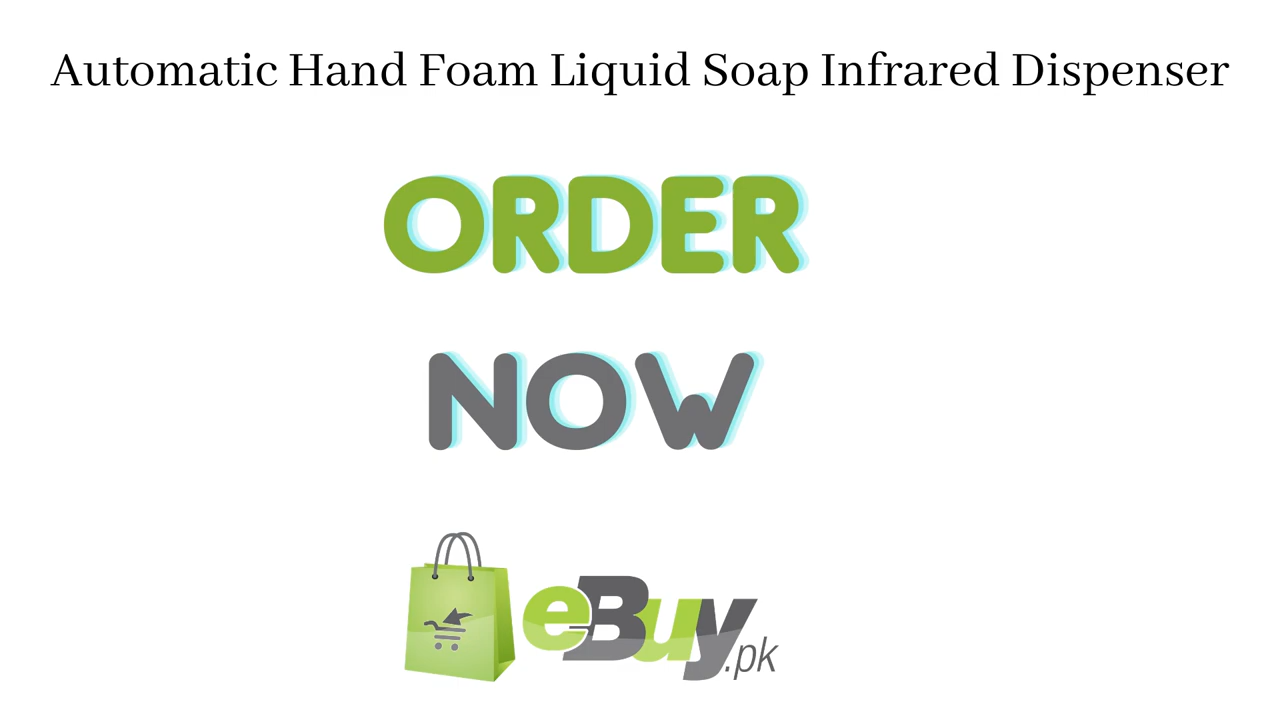 Automatic Hand Foam Liquid Soap Infrared Dispenser
ORDER
NOW
eBuy.pk